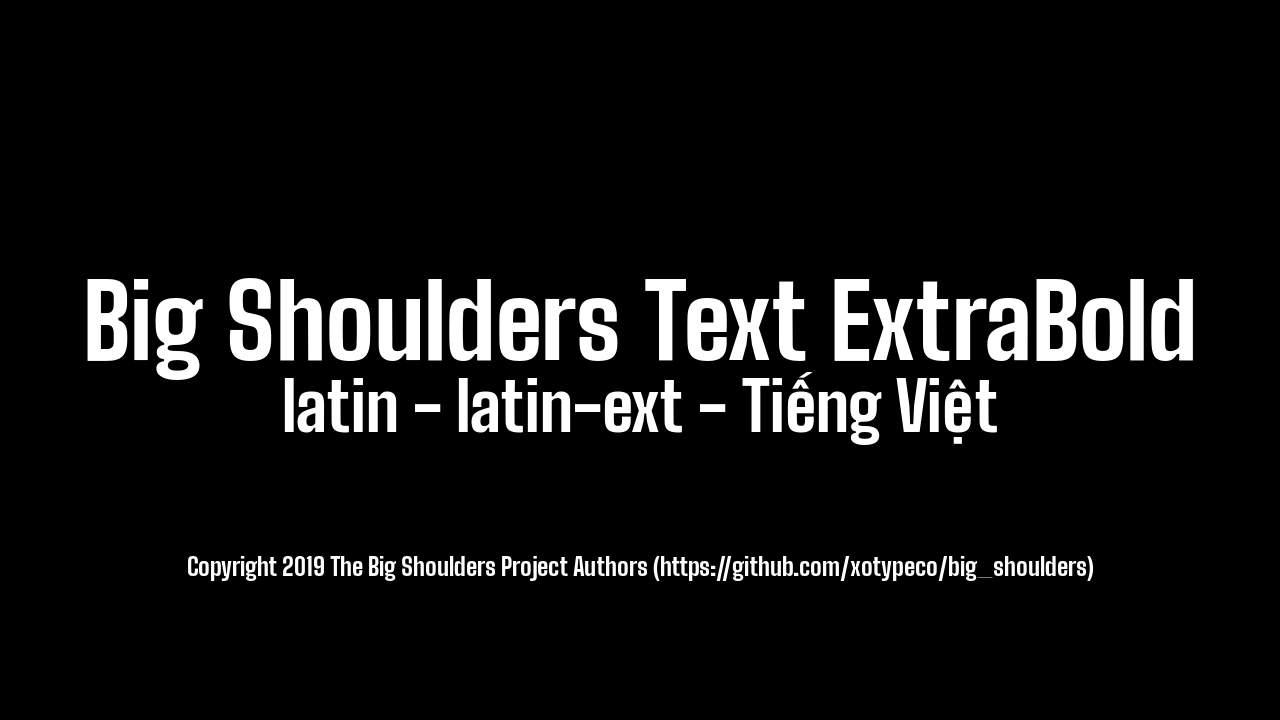 Big Shoulders Text ExtraBold
latin - latin-ext - Tiếng Việt
Copyright 2019 The Big Shoulders Project Authors (https://github.com/xotypeco/big_shoulders)